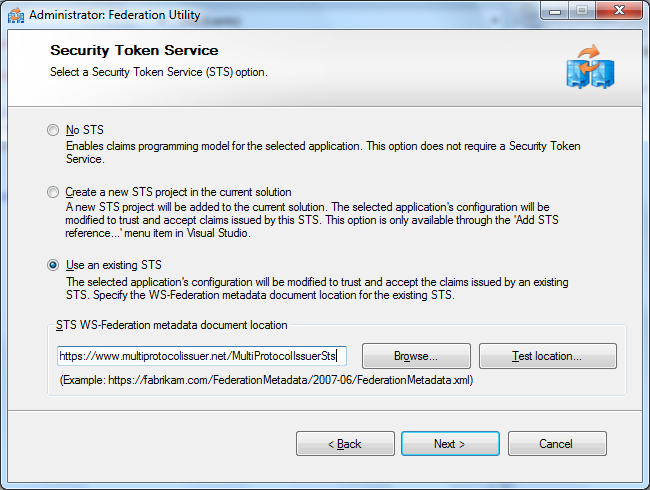 Administrator: Federation Utility
Security Token Service
Select a Security Token Service (STS) option.
No STS
Enables claims programming model for the selected application. This option does not require a Security Token
Service.
Create a new STS project in the current solution
A new STS project will be added to the current solution. The selected application's configuration will be
modified to trust and accept claims issued by this STS. This option is only available through the 'Add STS
reference...' menu item in Visual Studio.
Use an existing STS
The selected application's configuration will be modified to trust and accept the claims issued by an existing
STS. Specify the WS-Federation metadata document location for the existing STS.
STS WS-Federation metadata document location
https://www.multiprotocolissuer.net/MultiProtocolIssuerSts
Browse...
Test location...
(Example: https://fabrikam.com/FederationMetadata/2007-06/FederationMetadata.xml)
< Back
Next >
Cancel